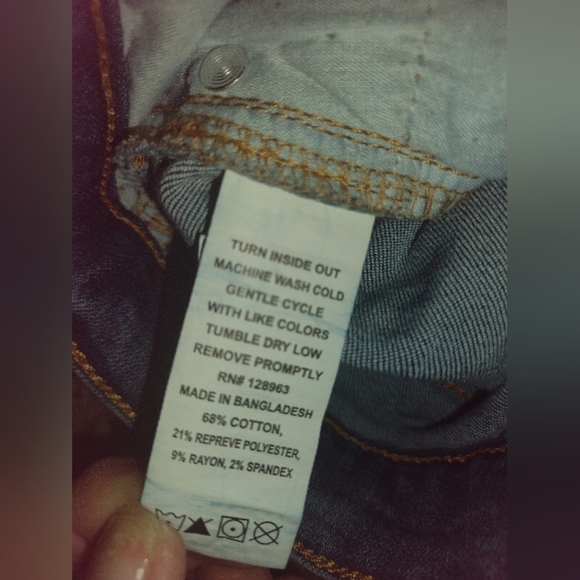 TURN INSIDE OUT
MACHINE WASH COLD
GENTLE CYCLE
WITH LIKE COLORS
TUMBLE DRY LOW
REMOVE PROMPTLY
RN# 128963
MADE IN BANGLADESH
68% COTTON,
21% REPREVE POLYESTER,
9% RAYON, 2% SPANDEX